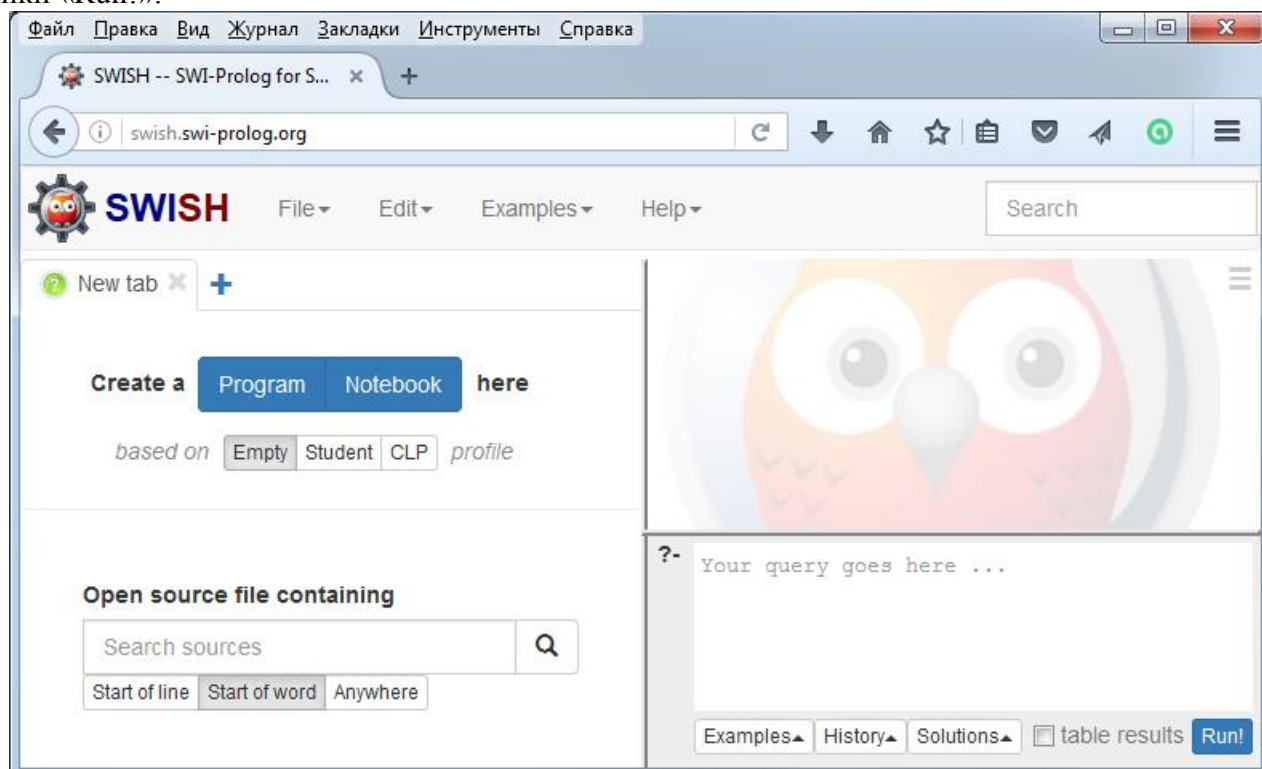 «Run!».
Файл Правка Вид Журнал Закладки Инструменты Справка
SWISH -- SWI-Prolog for S...
swish.swi-prolog.org
SWISH File Edit Examples Help Search
New tab
Create a Program Notebook here
based on Empty Student CLP profile
Open source file containing
Search sources
Start of line Start of word Anywhere
?- Your query goes here ...
Examples History Solutions table results Run!